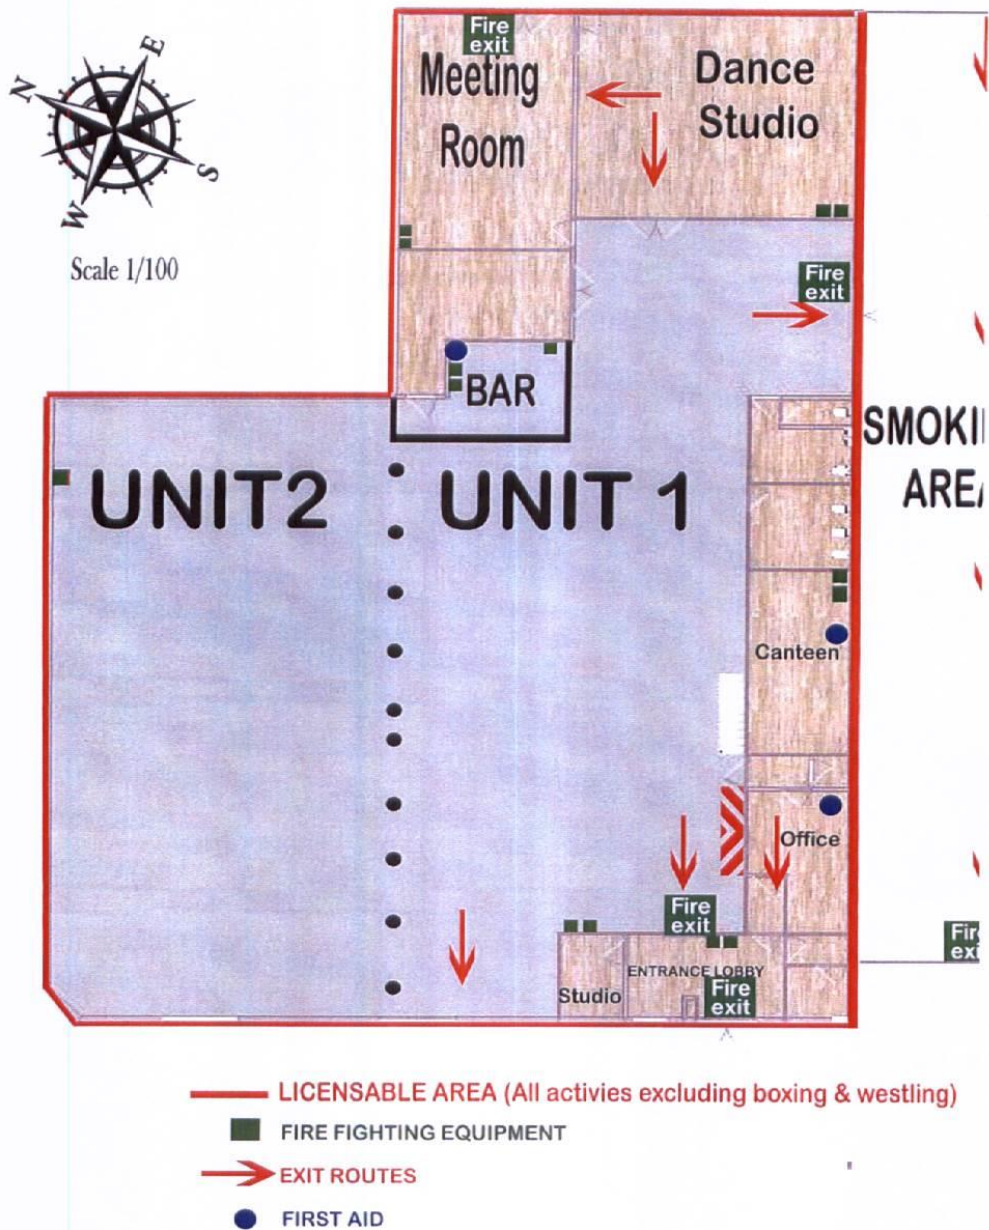 Fire
exit
Meeting
Room
Dance
Studio
N
E
S
W
Scale 1/100
Fire
exit
BAR
UNIT2
UNIT 1
Canteen
Office
Fire
exit
ENTRANCE LOBBY
Studio
Fire
exit
LICENSABLE AREA (All activies excluding boxing & westling)
FIRE FIGHTING EQUIPMENT
EXIT ROUTES
FIRST AID